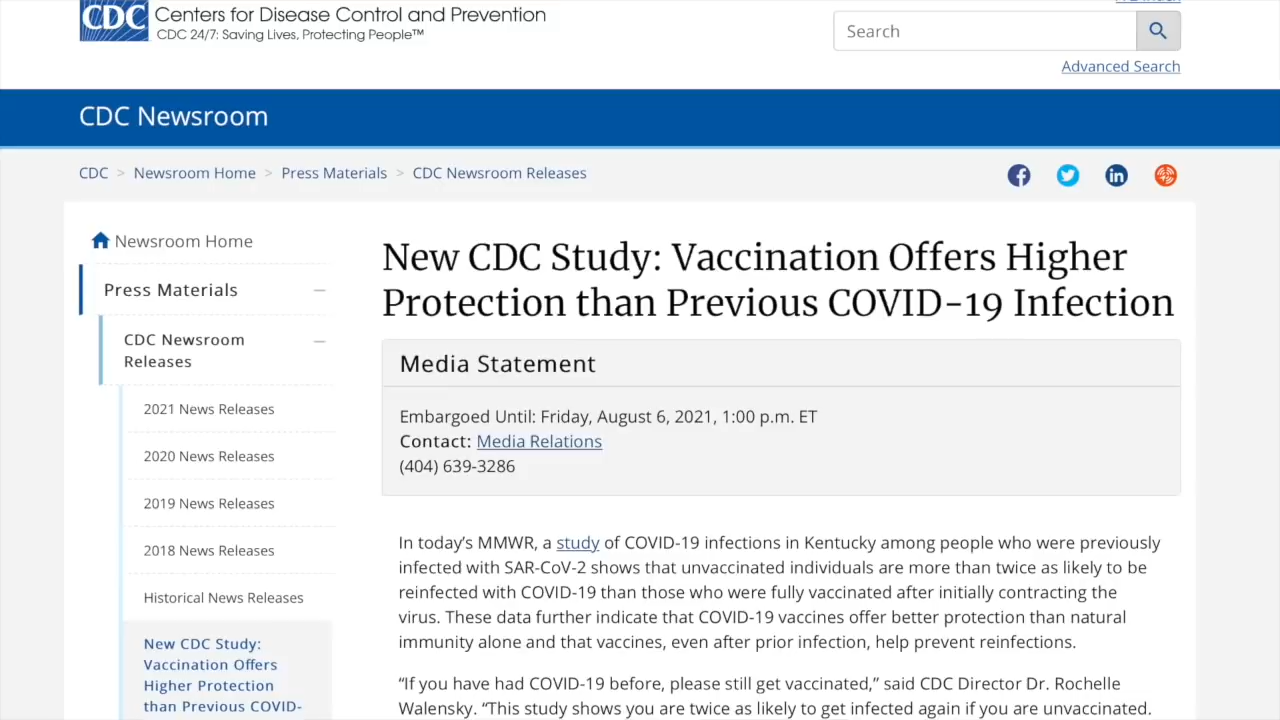 CDC
Centers for Disease Control and Prevention
CDC 24/7: Saving Lives, Protecting People™
Search
Advanced Search
CDC Newsroom
CDC > Newsroom Home > Press Materials > CDC Newsroom Releases
Newsroom Home
Press Materials
CDC Newsroom
Releases
2021 News Releases
2020 News Releases
2019 News Releases
2018 News Releases
Historical News Releases
New CDC Study:
Vaccination Offers
Higher Protection
than Previous COVID-
New CDC Study: Vaccination Offers Higher
Protection than Previous COVID-19 Infection
Media Statement
Embargoed Until: Friday, August 6, 2021, 1:00 p.m. ET
Contact: Media Relations
(404) 639-3286
In today's MMWR, a study of COVID-19 infections in Kentucky among people who were previously
infected with SAR-CoV-2 shows that unvaccinated individuals are more than twice as likely to be
reinfected with COVID-19 than those who were fully vaccinated after initially contracting the
virus. These data further indicate that COVID-19 vaccines offer better protection than natural
immunity alone and that vaccines, even after prior infection, help prevent reinfections.
“If you have had COVID-19 before, please still get vaccinated,” said CDC Director Dr. Rochelle
Walensky. “This study shows you are twice as likely to get infected again if you are unvaccinated.